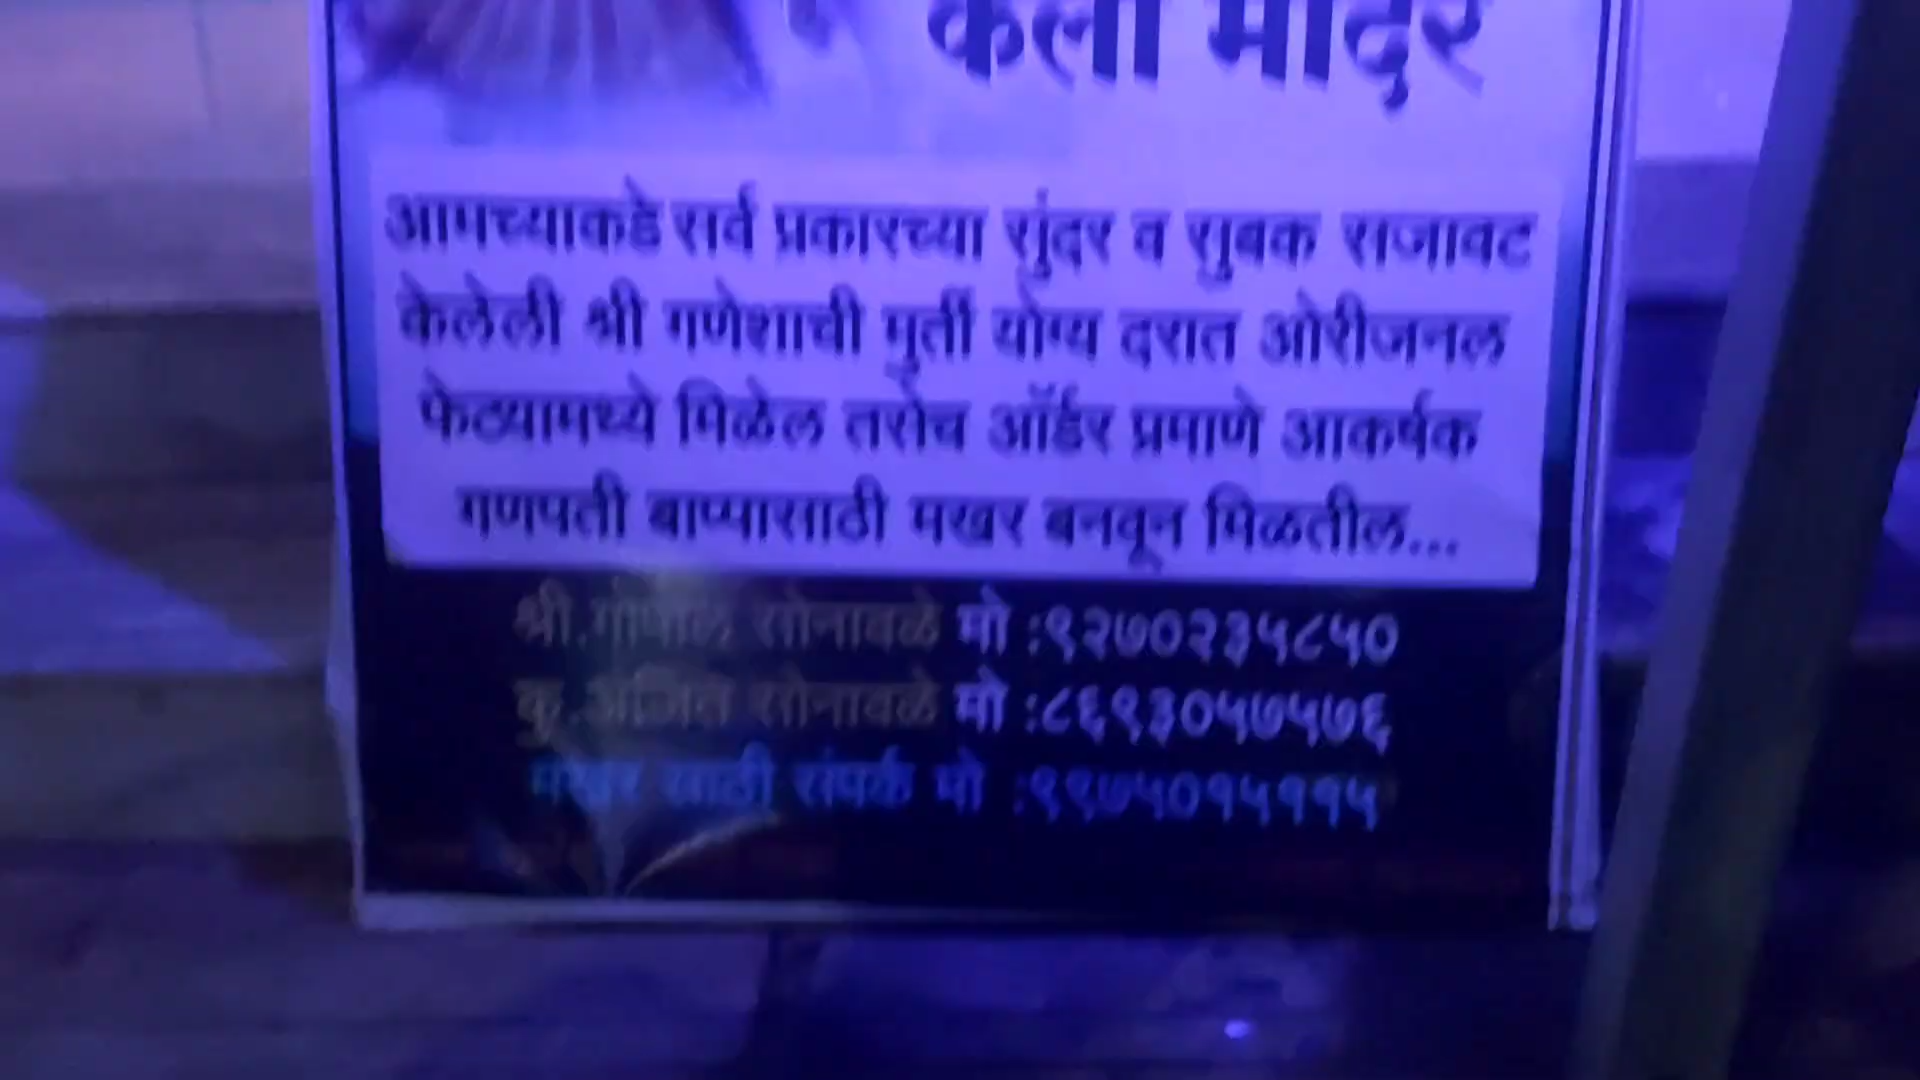 कला मंदिर
आमच्याकडे सर्व प्रकारच्या सुंदर व सुबक सजावट
केलेली श्री गणेशाची मुर्ती योग्य दरात ओरीजनल
फेट्यामध्ये मिळेल तसेच ऑर्डर प्रमाणे आकर्षक
गणपती बाप्पासाठी मखर बनवून मिळतील...
श्री.गोपाल सोनावळे मो :९२७०२३५८५०
कु.अजित सोनावळे मो :८६९३०५७५७६
मखर साठी संपर्क मो :९९७५०१५११५